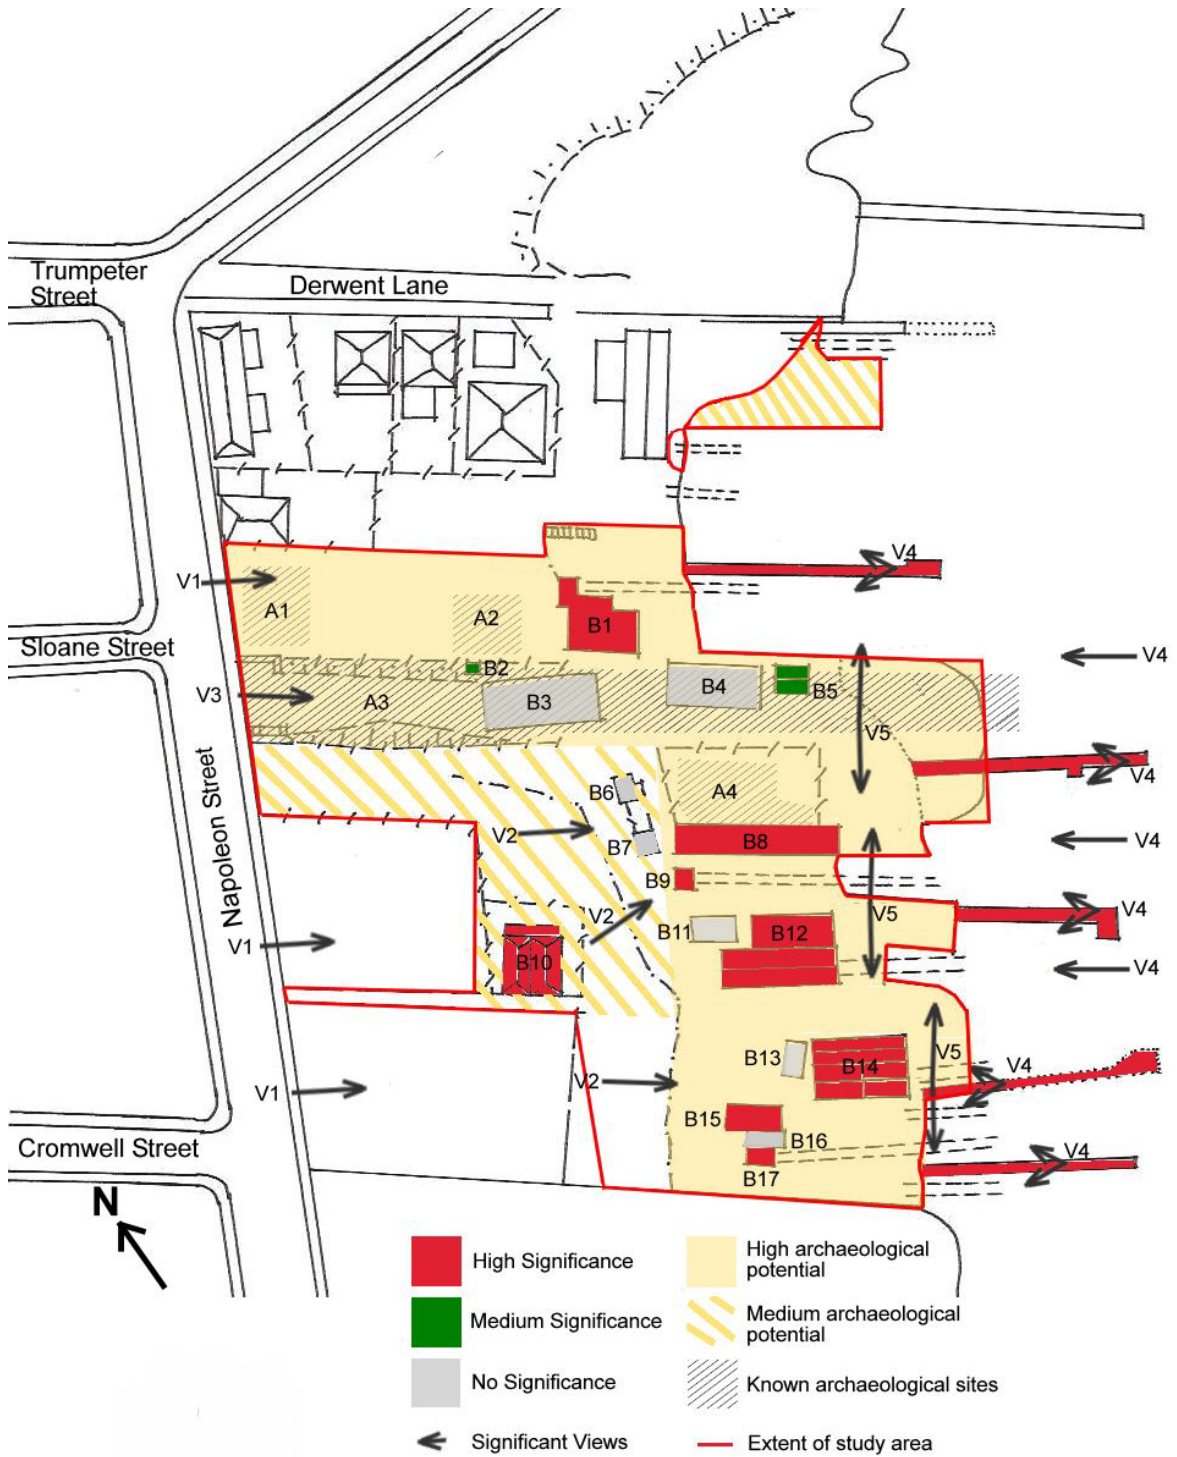 Trumpeter
Street
Derwent Lane
V4
V1
A1
A2
B1
Sloane Street
B2
V4
V3
A3
B3
B4
B5
V5
Napoleon Street
B6
A4
V4
V2
B7
B8
V4
B9
V2
B11
B12
V5
V4
V1
B10
V4
V2
B13
B14
V5
V4
V1
B15
B16
B17
V4
Cromwell Street
N
High Significance
High archaeological
potential
Medium Significance
Medium archaeological
potential
No Significance
Known archaeological sites
Significant Views
Extent of study area